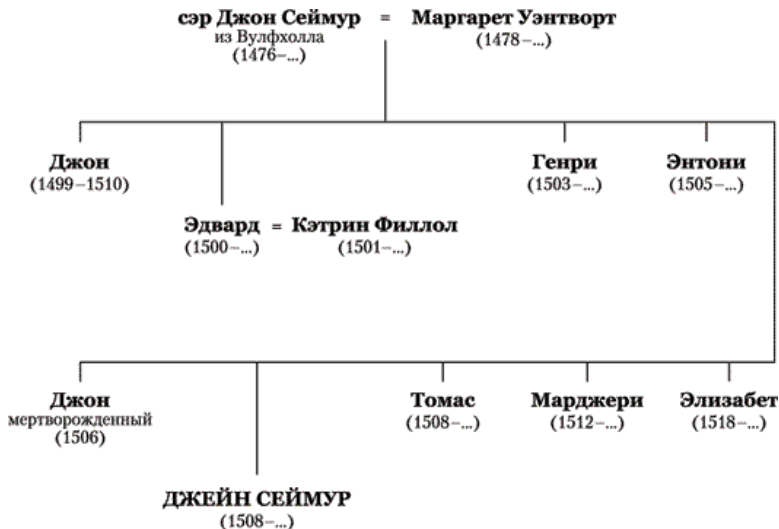 сэр Джон Сеймур = Маргарет Уэнтворт
из Вулфхолла
(1476–...) (1478–...)
Джон Генри Энтони
(1499–1510) (1503–...) (1505–...)
Эдвард = Кэтрин Филлол
(1500–...) (1501–...)
Джон Томас Марджери Элизабет
мертворожденный (1508–...) (1512–...) (1518–...)
(1506)
ДЖЕЙН СЕЙМУР
(1508–...)